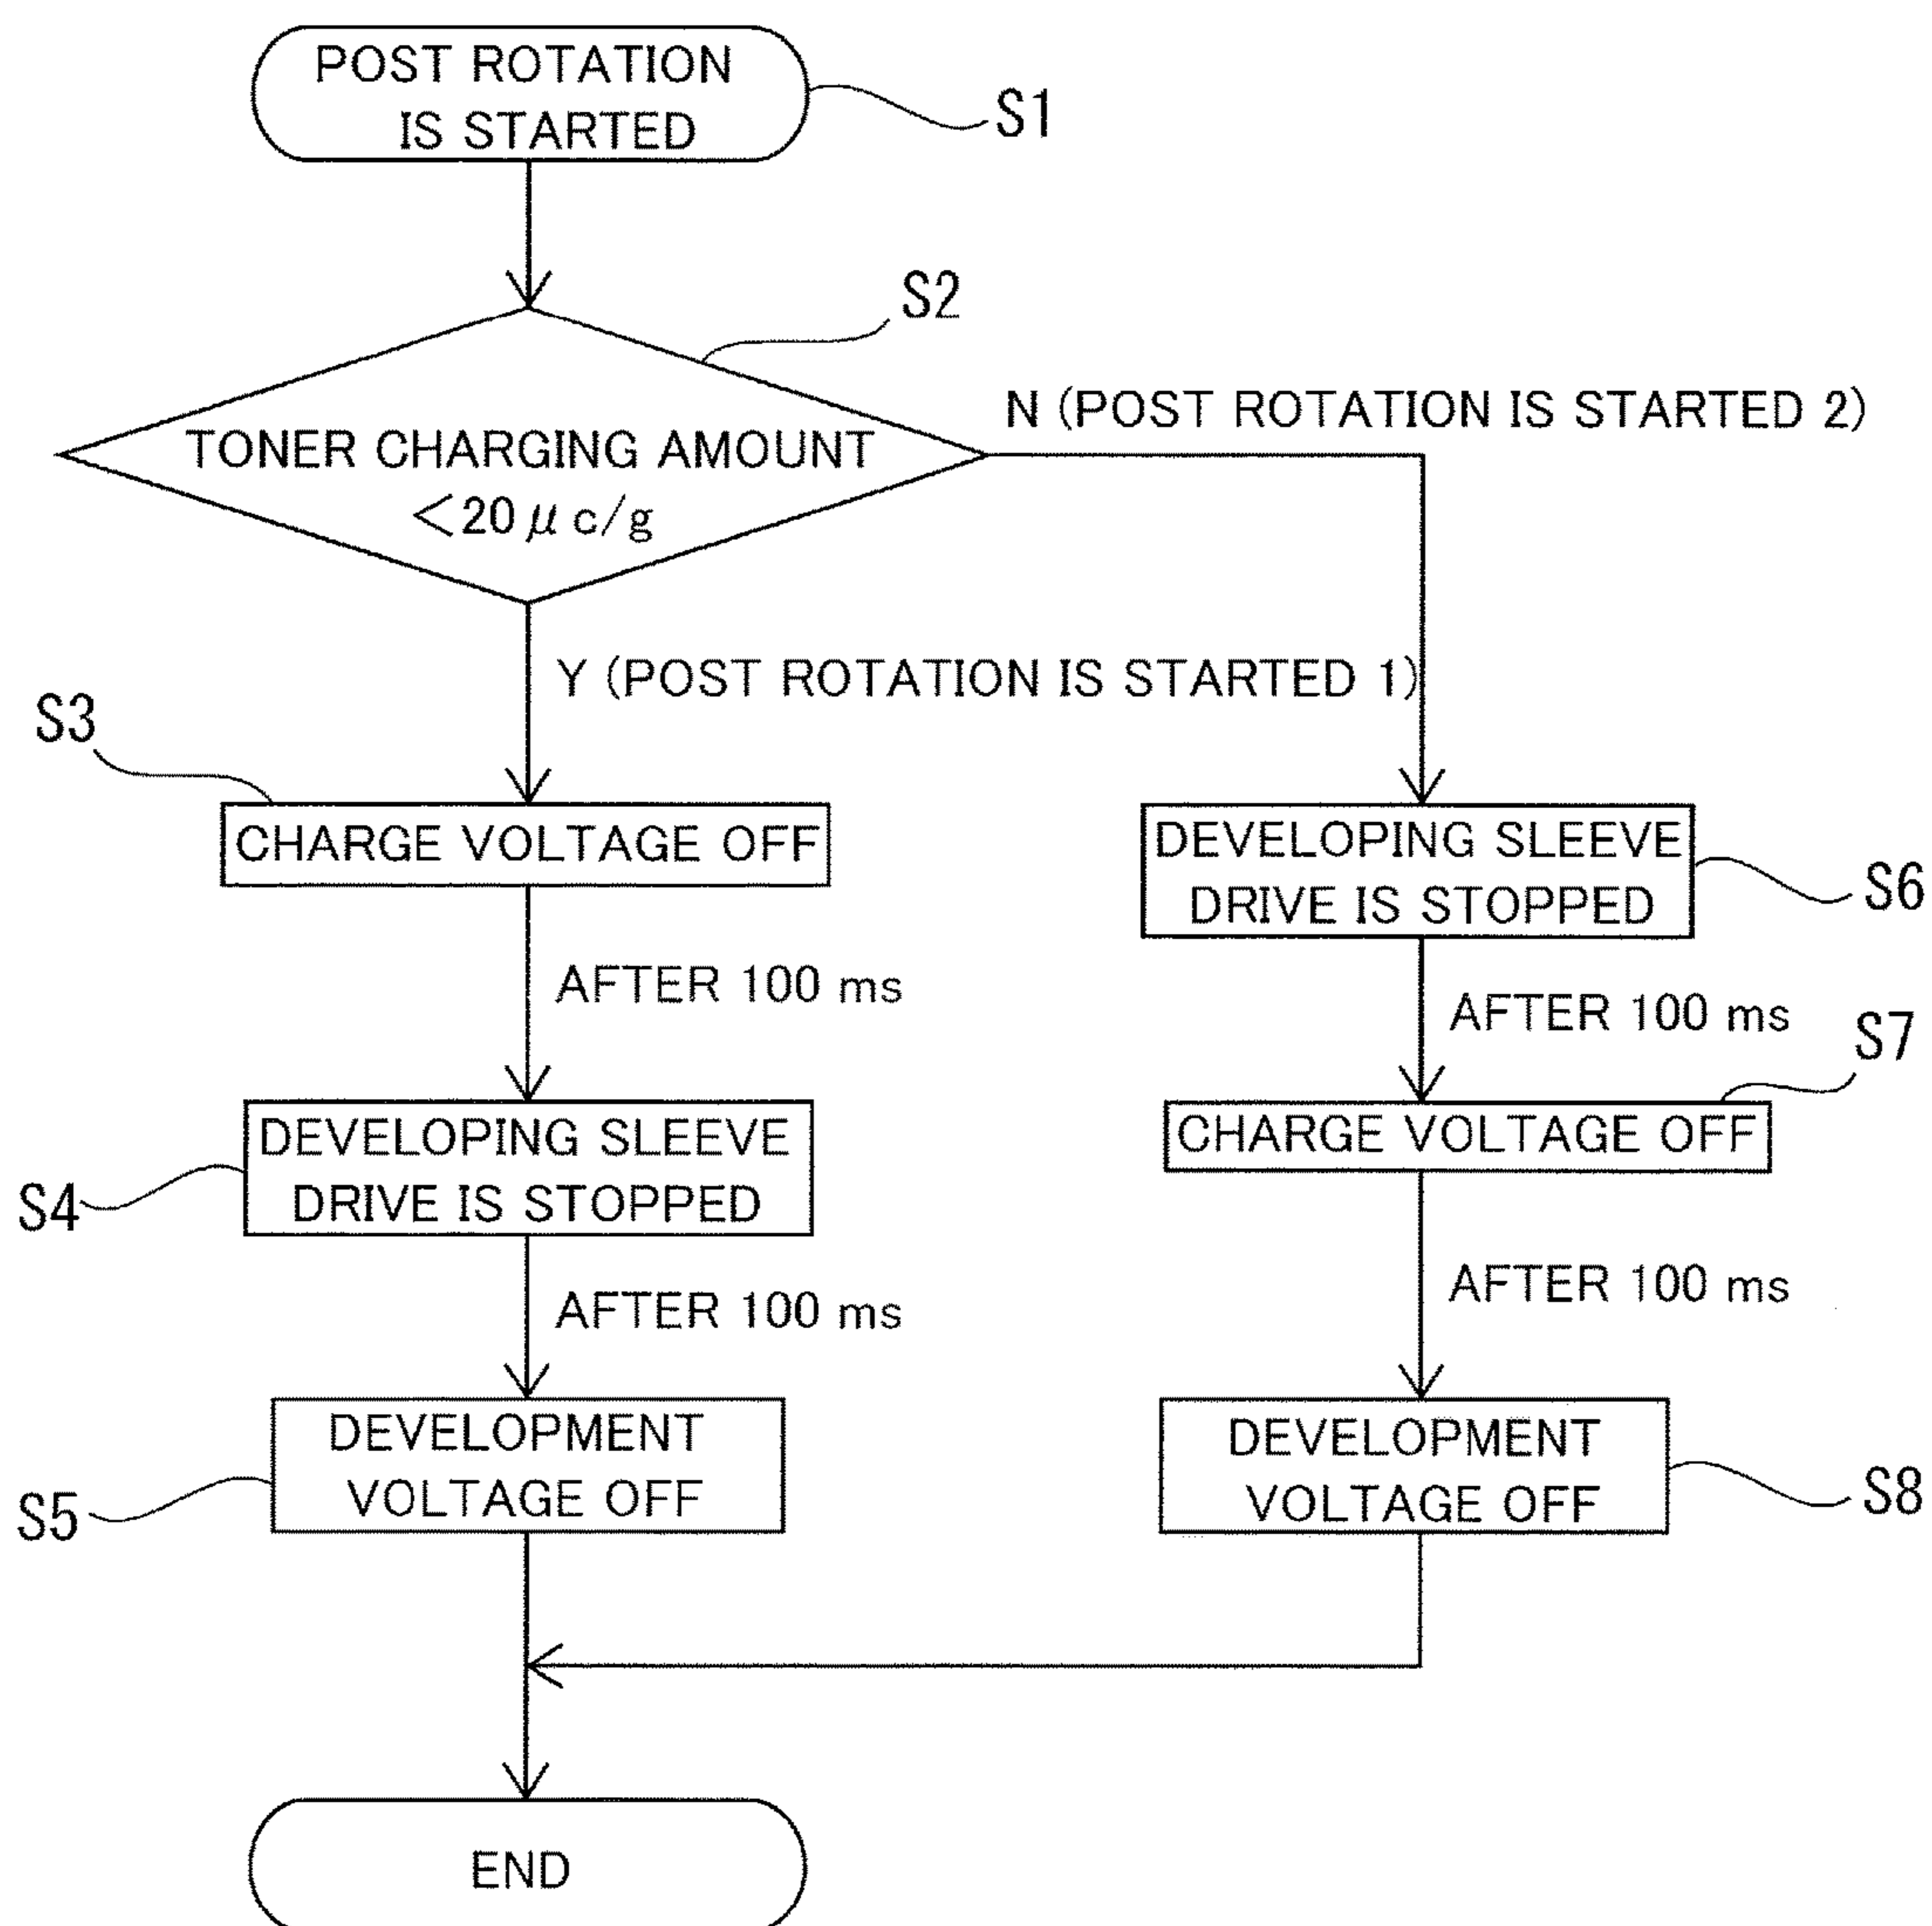 POST ROTATION
IS STARTED
S1
S2
TONER CHARGING AMOUNT
<20μc/g
N (POST ROTATION IS STARTED 2)
Y (POST ROTATION IS STARTED 1)
S3
CHARGE VOLTAGE OFF
AFTER 100 ms
S4
DEVELOPING SLEEVE
DRIVE IS STOPPED
AFTER 100 ms
S5
DEVELOPMENT
VOLTAGE OFF
DEVELOPING SLEEVE
DRIVE IS STOPPED
S6
AFTER 100 ms
S7
CHARGE VOLTAGE OFF
AFTER 100 ms
DEVELOPMENT
VOLTAGE OFF
S8
END